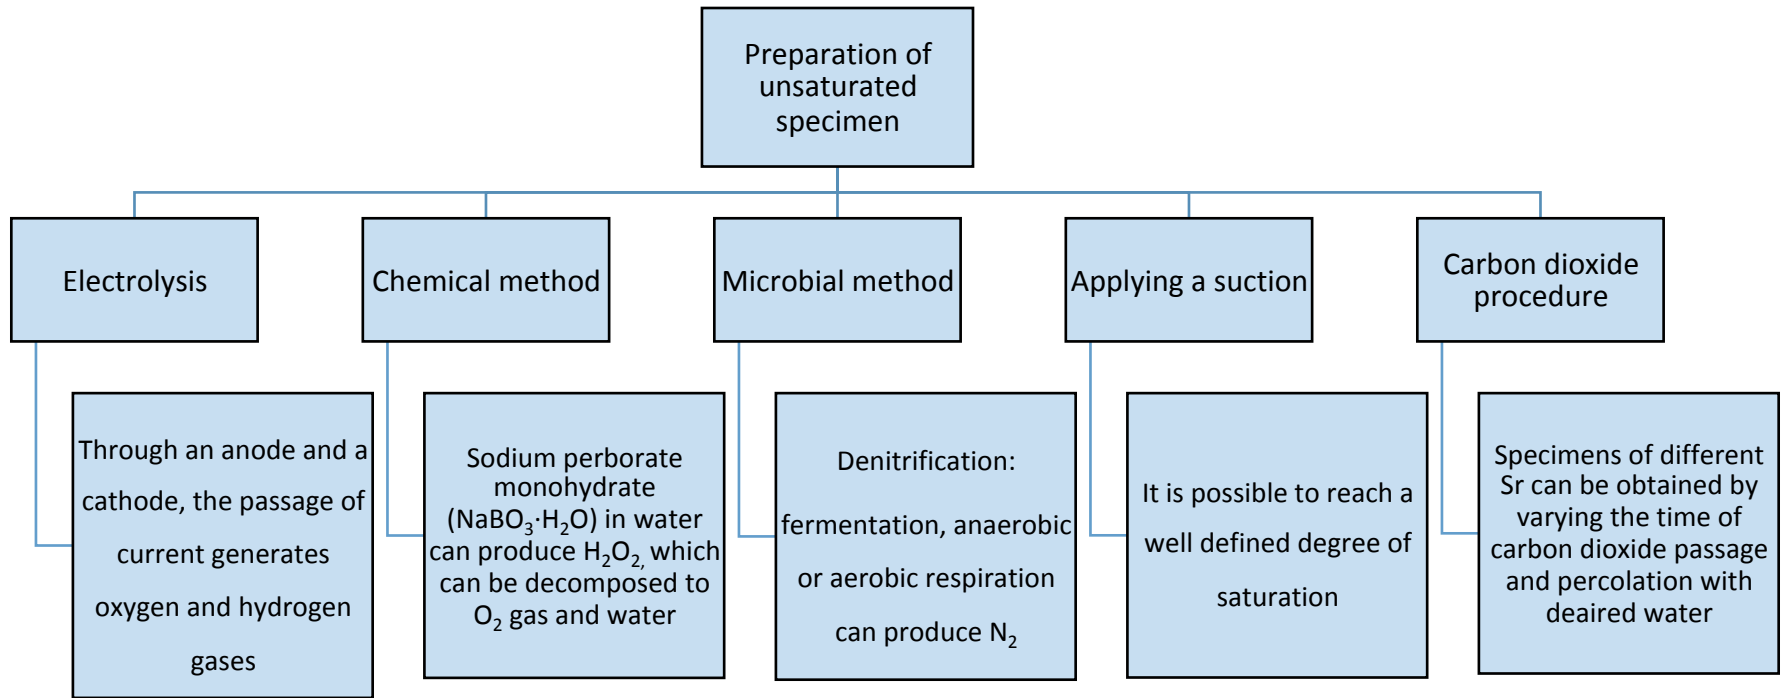 Preparation of
unsaturated
specimen
Electrolysis
Chemical method
Microbial method
Applying a suction
Carbon dioxide
procedure
Through an anode and a
cathode, the passage of
current generates
oxygen and hydrogen
gases
Sodium perborate
monohydrate
(NaBO₃·H₂O) in water
can produce H₂O₂, which
can be decomposed to
O₂ gas and water
Denitrification:
fermentation, anaerobic
or aerobic respiration
can produce N₂
It is possible to reach a
well defined degree of
saturation
Specimens of different
Sr can be obtained by
varying the time of
carbon dioxide passage
and percolation with
deaired water